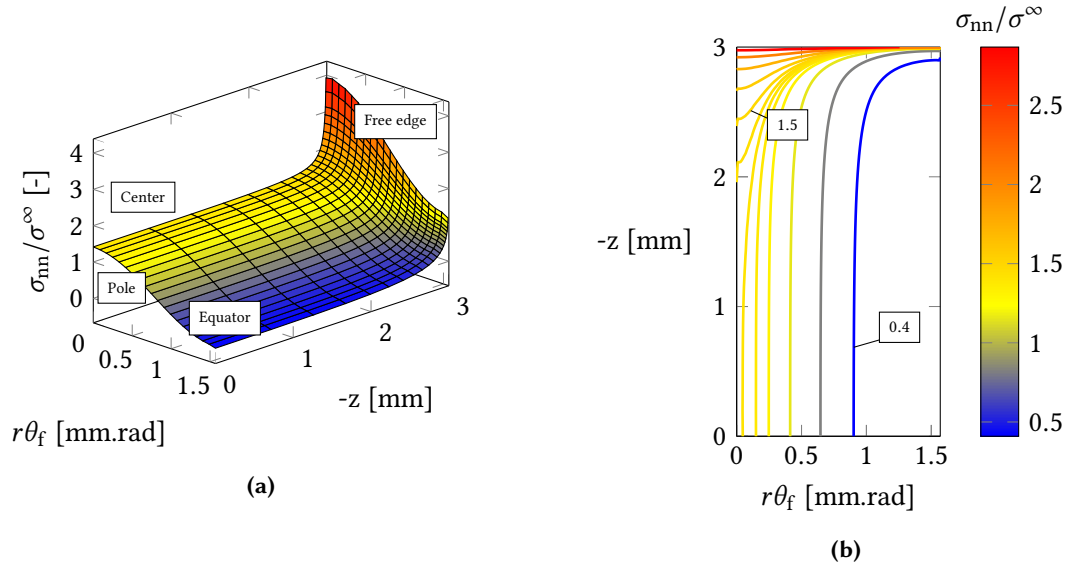 σnn/σ∞ [-]
4
3
2
1
0
Center
Free edge
Pole
Equator
0
0.5
1
1.5
0
1
2
3
-z [mm]
rθf [mm.rad]
(a)
σnn/σ∞
3
2
1
0
-z [mm]
1.5
0.4
0
0.5
1
1.5
rθf [mm.rad]
2.5
2
1.5
1
0.5
(b)